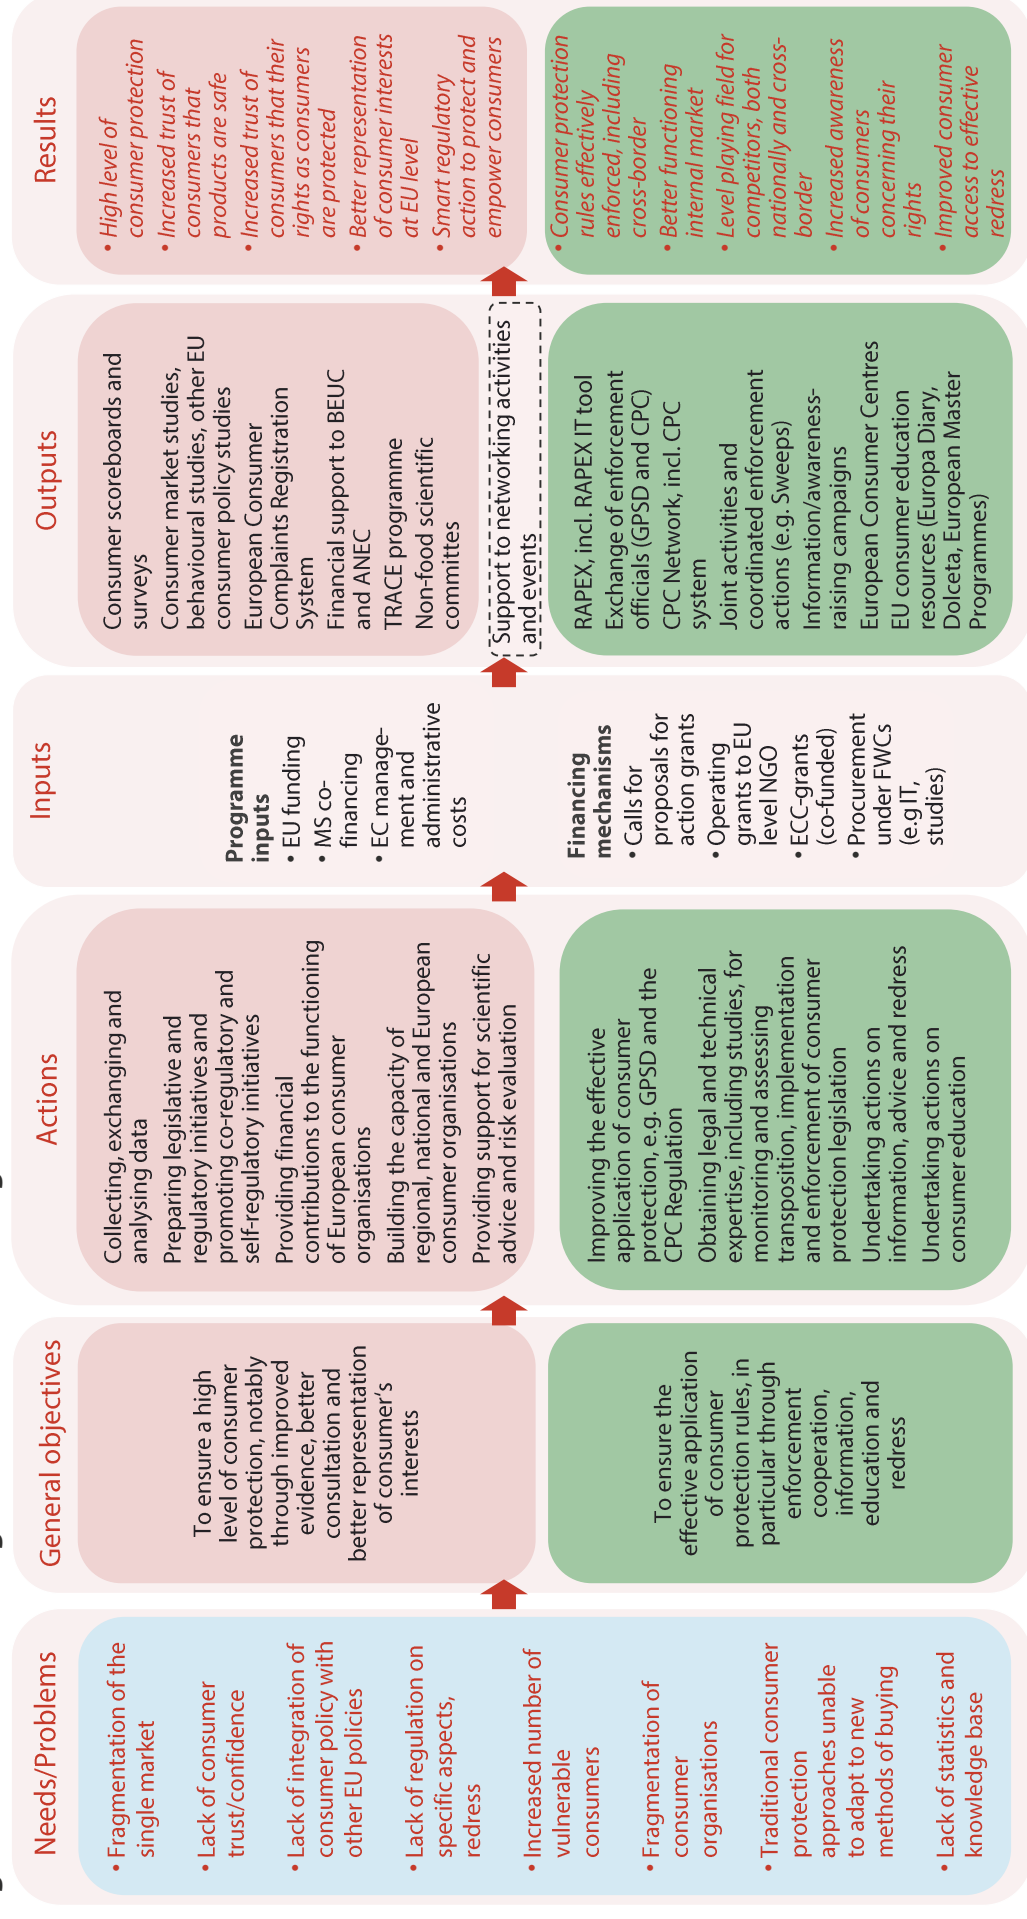 Needs/Problems
• Fragmentation of the
single market
• Lack of consumer
trust/confidence
• Lack of integration of
consumer policy with
other EU policies
• Lack of regulation on
specific aspects,
redress
• Increased number of
vulnerable
consumers
• Fragmentation of
consumer
organisations
• Traditional consumer
protection
approaches unable
to adapt to new
methods of buying
• Lack of statistics and
knowledge base
General objectives
To ensure a high
level of consumer
protection, notably
through improved
evidence, better
consultation and
better representation
of consumer‘s
interests
To ensure the
effective application
of consumer
protection rules, in
particular through
enforcement
cooperation,
information,
education and
redress
Actions
Collecting, exchanging and
analysing data
Preparing legislative and
regulatory initiatives and
promoting co-regulatory and
self-regulatory initiatives
Providing financial
contributions to the functioning
of European consumer
organisations
Building the capacity of
regional, national and European
consumer organisations
Providing support for scientific
advice and risk evaluation
Improving the effective
application of consumer
protection, e.g. GPSD and the
CPC Regulation
Obtaining legal and technical
expertise, including studies, for
monitoring and assessing
transposition, implementation
and enforcement of consumer
protection legislation
Undertaking actions on
information, advice and redress
Undertaking actions on
consumer education
Inputs
Programme
inputs
• EU funding
• MS co-
financing
• EC manage-
ment and
administrative
costs
Financing
mechanisms
• Calls for
proposals for
action grants
• Operating
grants to EU
level NGO
• ECC-grants
(co-funded)
• Procurement
under FWCs
(e.g IT,
studies)
Outputs
Consumer scoreboards and
surveys
Consumer market studies,
behavioural studies, other EU
consumer policy studies
European Consumer
Complaints Registration
System
Financial support to BEUC
and ANEC
TRACE programme
Non-food scientific
committes
Support to networking activities
and events
RAPEX, incl. RAPEX IT tool
Exchange of enforcement
officials (GPSD and CPC)
CPC Network, incl. CPC
system
Joint activities and
coordinated enforcement
actions (e.g. Sweeps)
Information/awareness-
raising campaigns
European Consumer Centres
EU consumer education
resources (Europa Diary,
Dolceta, European Master
Programmes)
Results
• High level of
consumer protection
• Increased trust of
consumers that
products are safe
• Increased trust of
consumers that their
rights as consumers
are protected
• Better representation
of consumer interests
at EU level
• Smart regulatory
action to protect and
empower consumers
• Consumer protection
rules effectively
enforced, including
cross-border
• Better functioning
internal market
• Level playing field for
competitors, both
nationally and cross-
border
• Increased awareness
of consumers
concerning their
rights
• Improved consumer
access to effective
redress